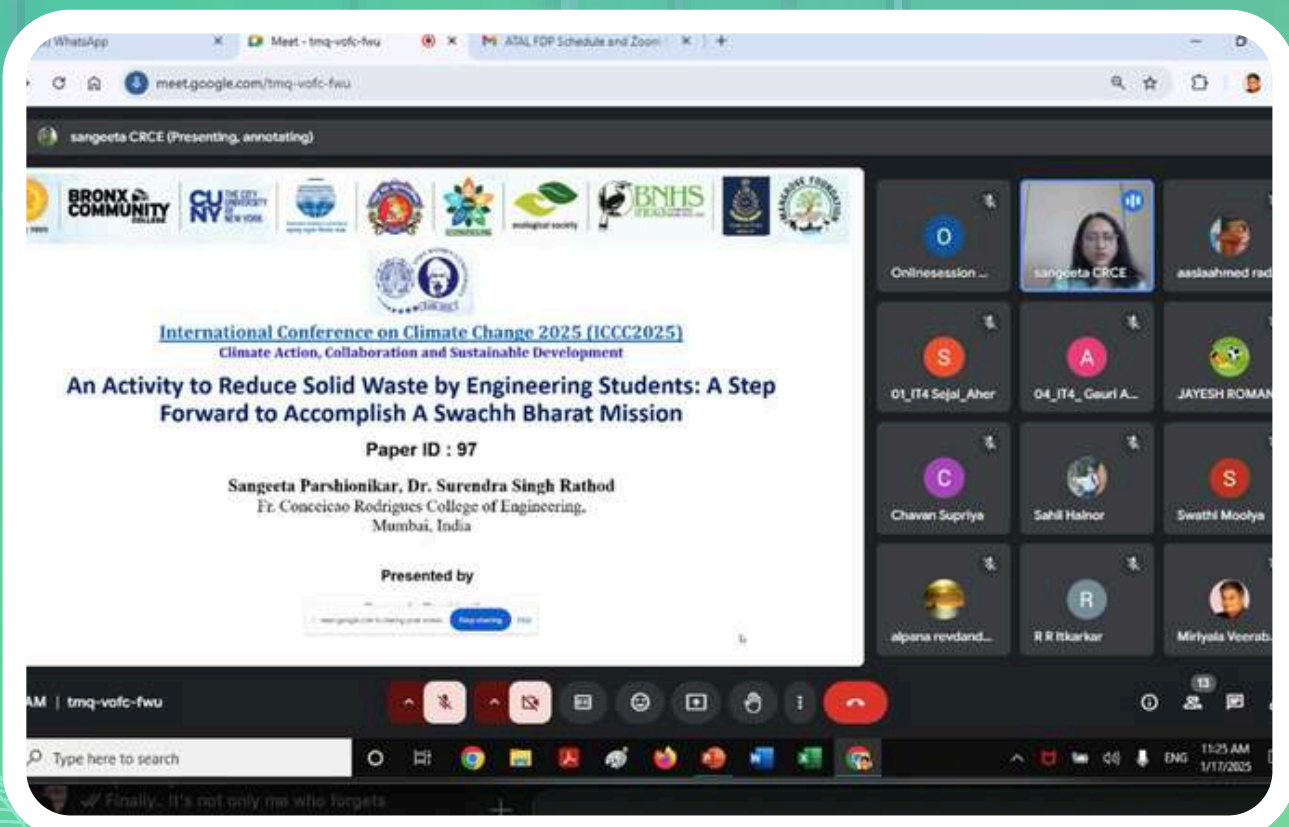 WhatsApp
Meet - tmq-vofc-fwu
ATAL FDP Schedule and Zoom
meet.google.com/tmq-vofc-fwu
sangeeta CRCE (Presenting, annotating)
BRONX
COMMUNITY
COLLEGE
CU
NV
THE CITY
UNIVERSITY
OF
NEW YORK
ecological society
BNHS
International Conference on Climate Change 2025 (ICCC2025)
Climate Action, Collaboration and Sustainable Development
An Activity to Reduce Solid Waste by Engineering Students: A Step
Forward to Accomplish A Swachh Bharat Mission
Paper ID : 97
Sangeeta Parshionikar, Dr. Surendra Singh Rathod
Fr. Conceicao Rodrigues College of Engineering,
Mumbai, India
Presented by
Stop sharing
Hide
O
Onlinesession ...
sangeeta CRCE
aaslaahmed rad
S
01_IT4 Sejal_Aher
A
04_IT4_ Gauri A...
JAYESH ROMAN
C
Chavan Supriya
Sahil Halnor
S
Swathi Moolya
alpana revdand...
R
R R Itkarkar
Miriyala Veerab
AM | tmq-vofc-fwu
13
Type here to search
ENG
11:25 AM
1/17/2025
Finally.. It's not only me who forgets